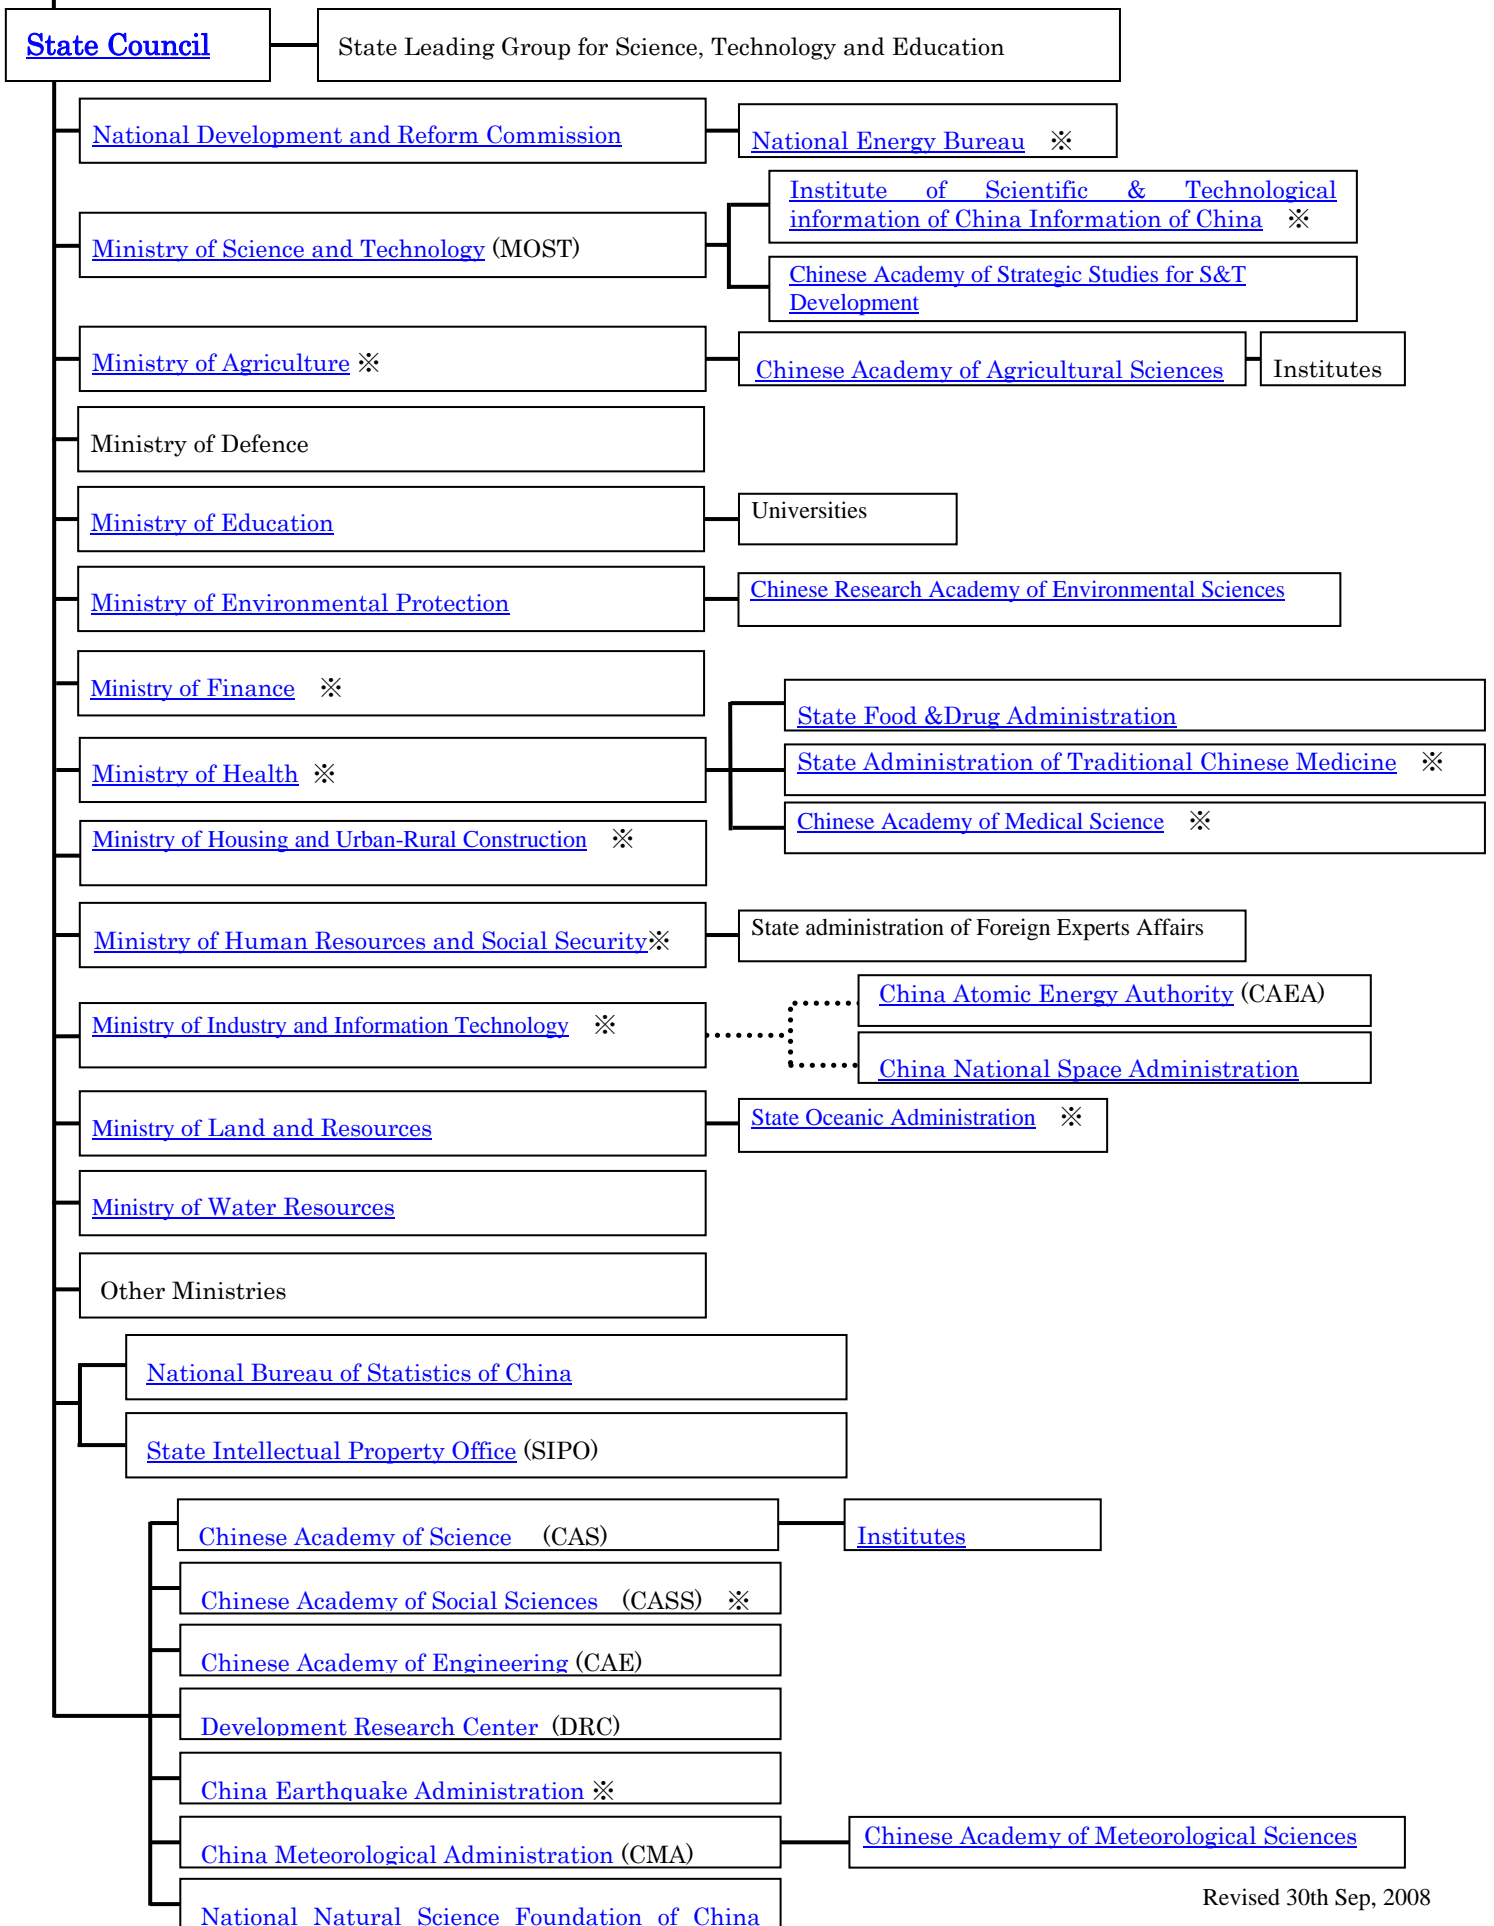 State Council
State Leading Group for Science, Technology and Education
National Development and Reform Commission
National Energy Bureau ※
Institute of Scientific & Technological
information of China Information of China ※
Ministry of Science and Technology (MOST)
Chinese Academy of Strategic Studies for S&T
Development
Ministry of Agriculture ※
Chinese Academy of Agricultural Sciences
Institutes
Ministry of Defence
Ministry of Education
Universities
Ministry of Environmental Protection
Chinese Research Academy of Environmental Sciences
Ministry of Finance ※
State Food &Drug Administration
Ministry of Health ※
State Administration of Traditional Chinese Medicine ※
Chinese Academy of Medical Science ※
Ministry of Housing and Urban-Rural Construction ※
Ministry of Human Resources and Social Security※
State administration of Foreign Experts Affairs
China Atomic Energy Authority (CAEA)
Ministry of Industry and Information Technology ※
China National Space Administration
Ministry of Land and Resources
State Oceanic Administration ※
Ministry of Water Resources
Other Ministries
National Bureau of Statistics of China
State Intellectual Property Office (SIPO)
Chinese Academy of Science (CAS)
Institutes
Chinese Academy of Social Sciences (CASS) ※
Chinese Academy of Engineering (CAE)
Development Research Center (DRC)
China Earthquake Administration ※
China Meteorological Administration (CMA)
Chinese Academy of Meteorological Sciences
National Natural Science Foundation of China
Revised 30th Sep, 2008